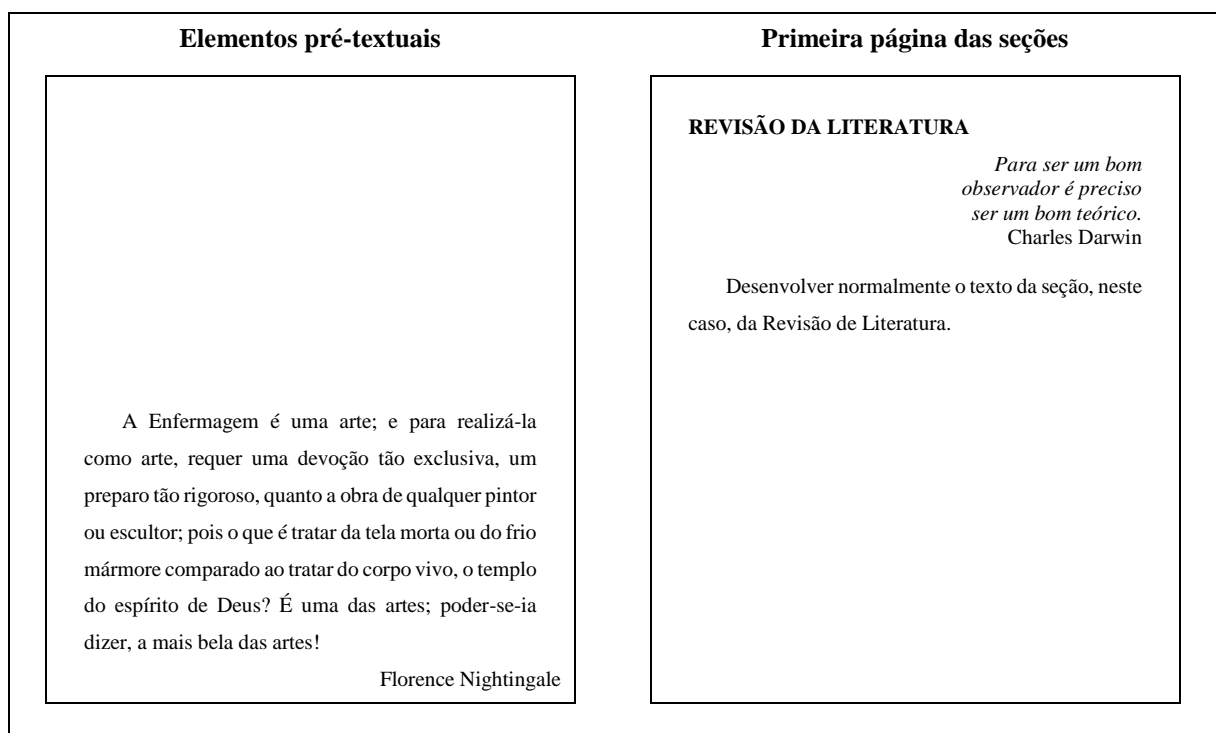 Elementos pré-textuais
A Enfermagem é uma arte; e para realizá-la
como arte, requer uma devoção tão exclusiva, um
preparo tão rigoroso, quanto a obra de qualquer pintor
ou escultor; pois o que é tratar da tela morta ou do frio
mármore comparado ao tratar do corpo vivo, o templo
do espírito de Deus? É uma das artes; poder-se-ia
dizer, a mais bela das artes!
Florence Nightingale
Primeira página das seções
REVISÃO DA LITERATURA
Para ser um bom
observador é preciso
ser um bom teórico.
Charles Darwin
Desenvolver normalmente o texto da seção, neste
caso, da Revisão de Literatura.